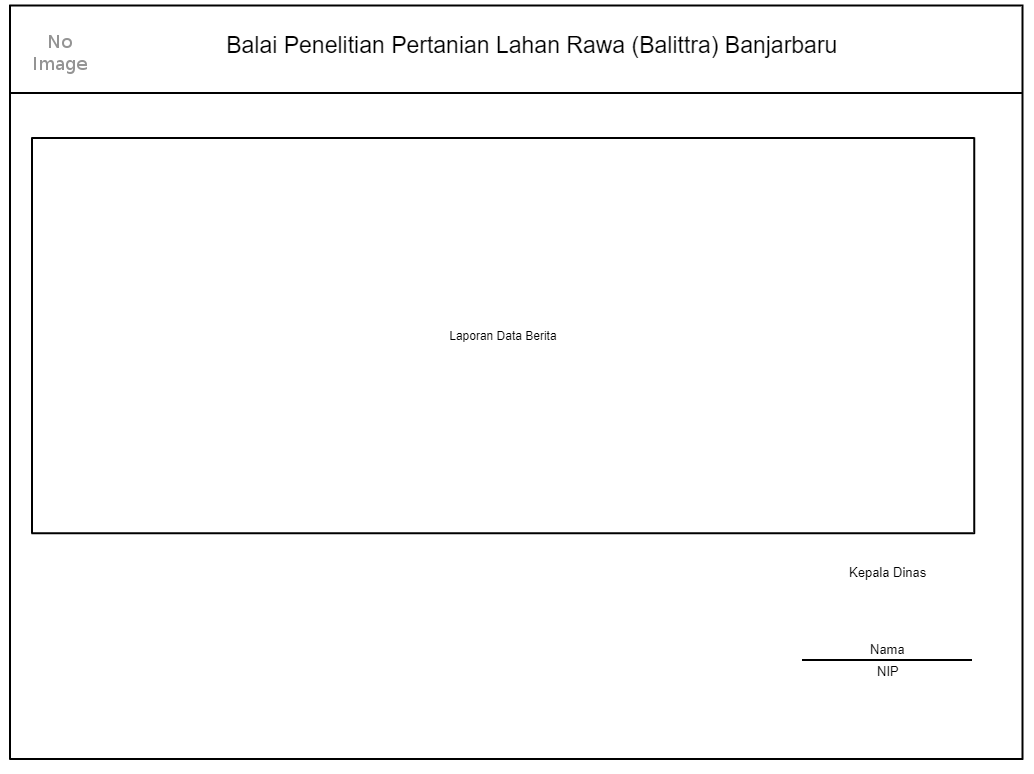 No
Image
Balai Penelitian Pertanian Lahan Rawa (Balittra) Banjarbaru
Laporan Data Berita
Kepala Dinas
Nama
NIP